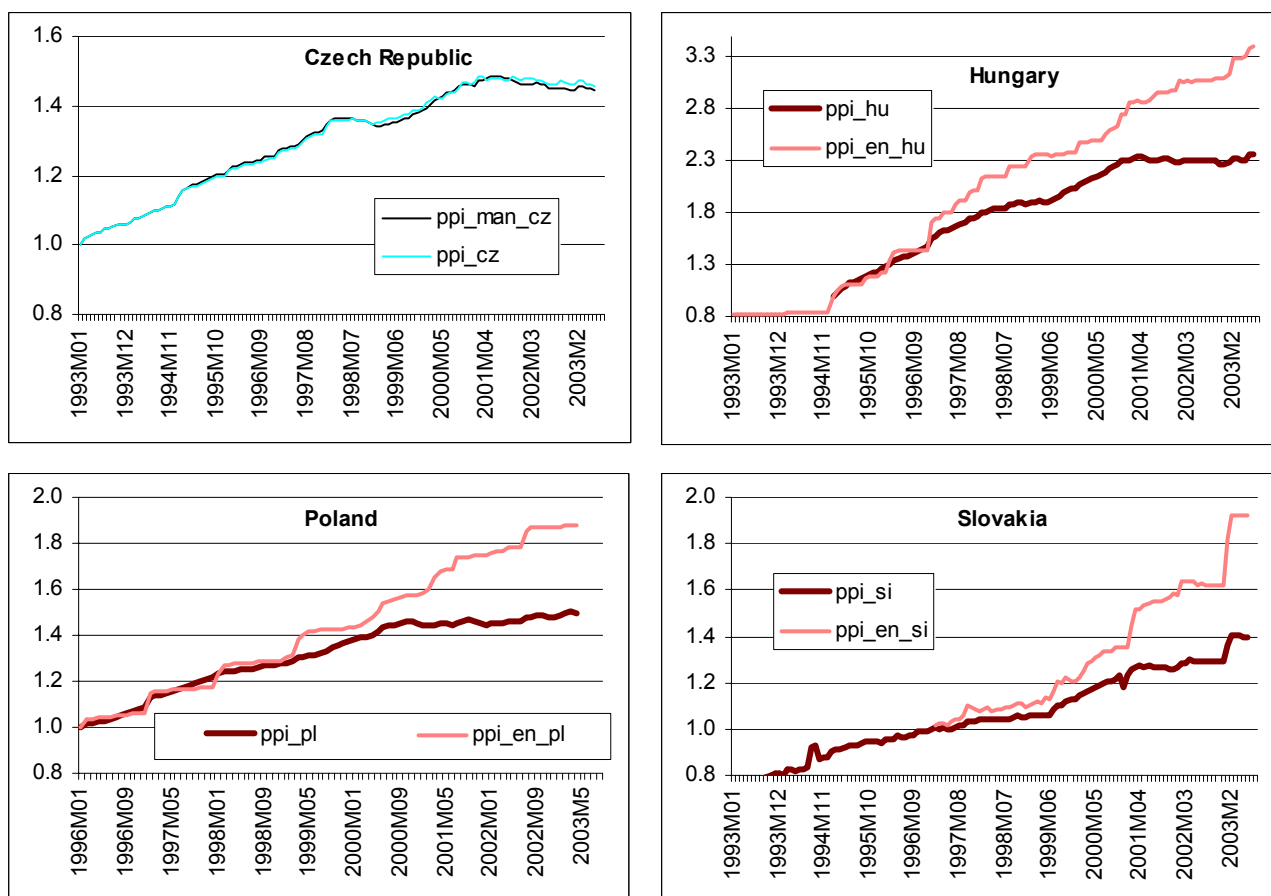 Czech Republic
1.6
1.4
1.2
1.0
0.8
ppi_man_cz
ppi_cz
1993M01
1993M12
1994M11
1995M10
1996M09
1997M08
1998M07
1999M06
2000M05
2001M04
2002M03
2003M2
Hungary
3.3
2.8
2.3
1.8
1.3
0.8
ppi_hu
ppi_en_hu
1993M01
1993M12
1994M11
1995M10
1996M09
1997M08
1998M07
1999M06
2000M05
2001M04
2002M03
2003M2
Poland
2.0
1.8
1.6
1.4
1.2
1.0
0.8
ppi_pl
ppi_en_pl
1996M01
1996M09
1997M05
1998M01
1998M09
1999M05
2000M01
2000M09
2001M05
2002M01
2002M09
2003M5
Slovakia
2.0
1.8
1.6
1.4
1.2
1.0
0.8
ppi_si
ppi_en_si
1993M01
1993M12
1994M11
1995M10
1996M09
1997M08
1998M07
1999M06
2000M05
2001M04
2002M03
2003M2